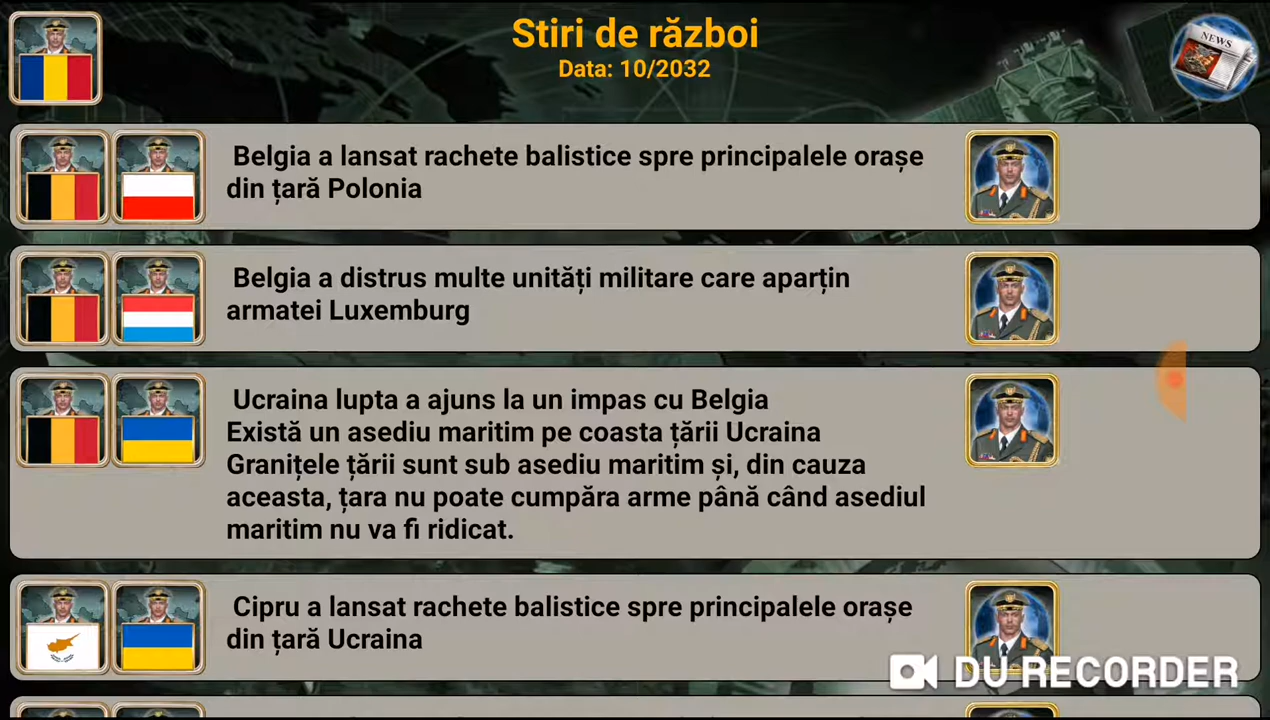 Stiri de război
Data: 10/2032
NEWS
Belgia a lansat rachete balistice spre principalele orașe
din țară Polonia
Belgia a distrus multe unități militare care aparțin
armatei Luxemburg
Ucraina lupta a ajuns la un impas cu Belgia
Există un asediu maritim pe coasta țării Ucraina
Granițele țării sunt sub asediu maritim și, din cauza
aceasta, țara nu poate cumpăra arme până când asediul
maritim nu va fi ridicat.
Cipru a lansat rachete balistice spre principalele orașe
din țară Ucraina
DU RECORDER